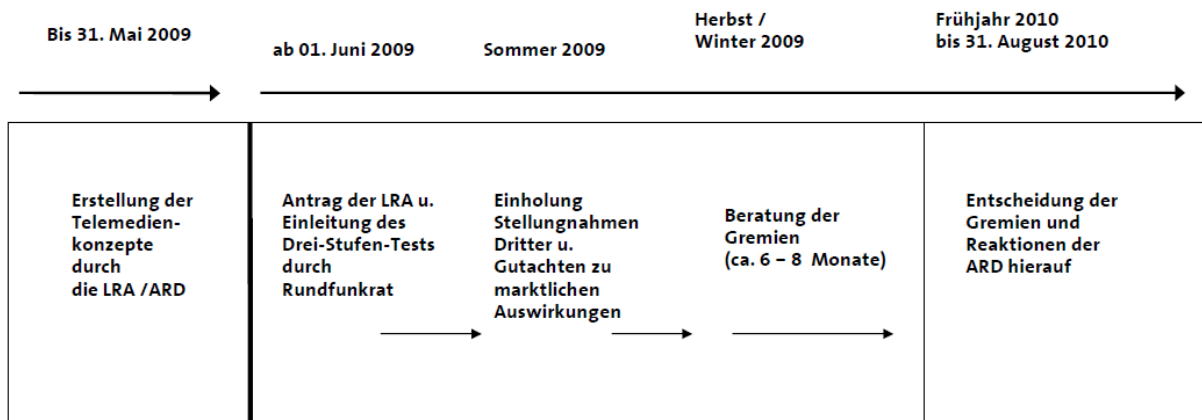 Bis 31. Mai 2009
ab 01. Juni 2009
Sommer 2009
Herbst /
Winter 2009
Frühjahr 2010
bis 31. August 2010
Erstellung der
Telemedien-
konzepte
durch
die LRA /ARD
Antrag der LRA u.
Einleitung des
Drei-Stufen-Tests
durch
Rundfunkrat
Einholung
Stellungnahmen
Dritter u.
Gutachten zu
marktlichen
Auswirkungen
Beratung der
Gremien
(ca. 6 – 8 Monate)
Entscheidung der
Gremien und
Reaktionen der
ARD hierauf